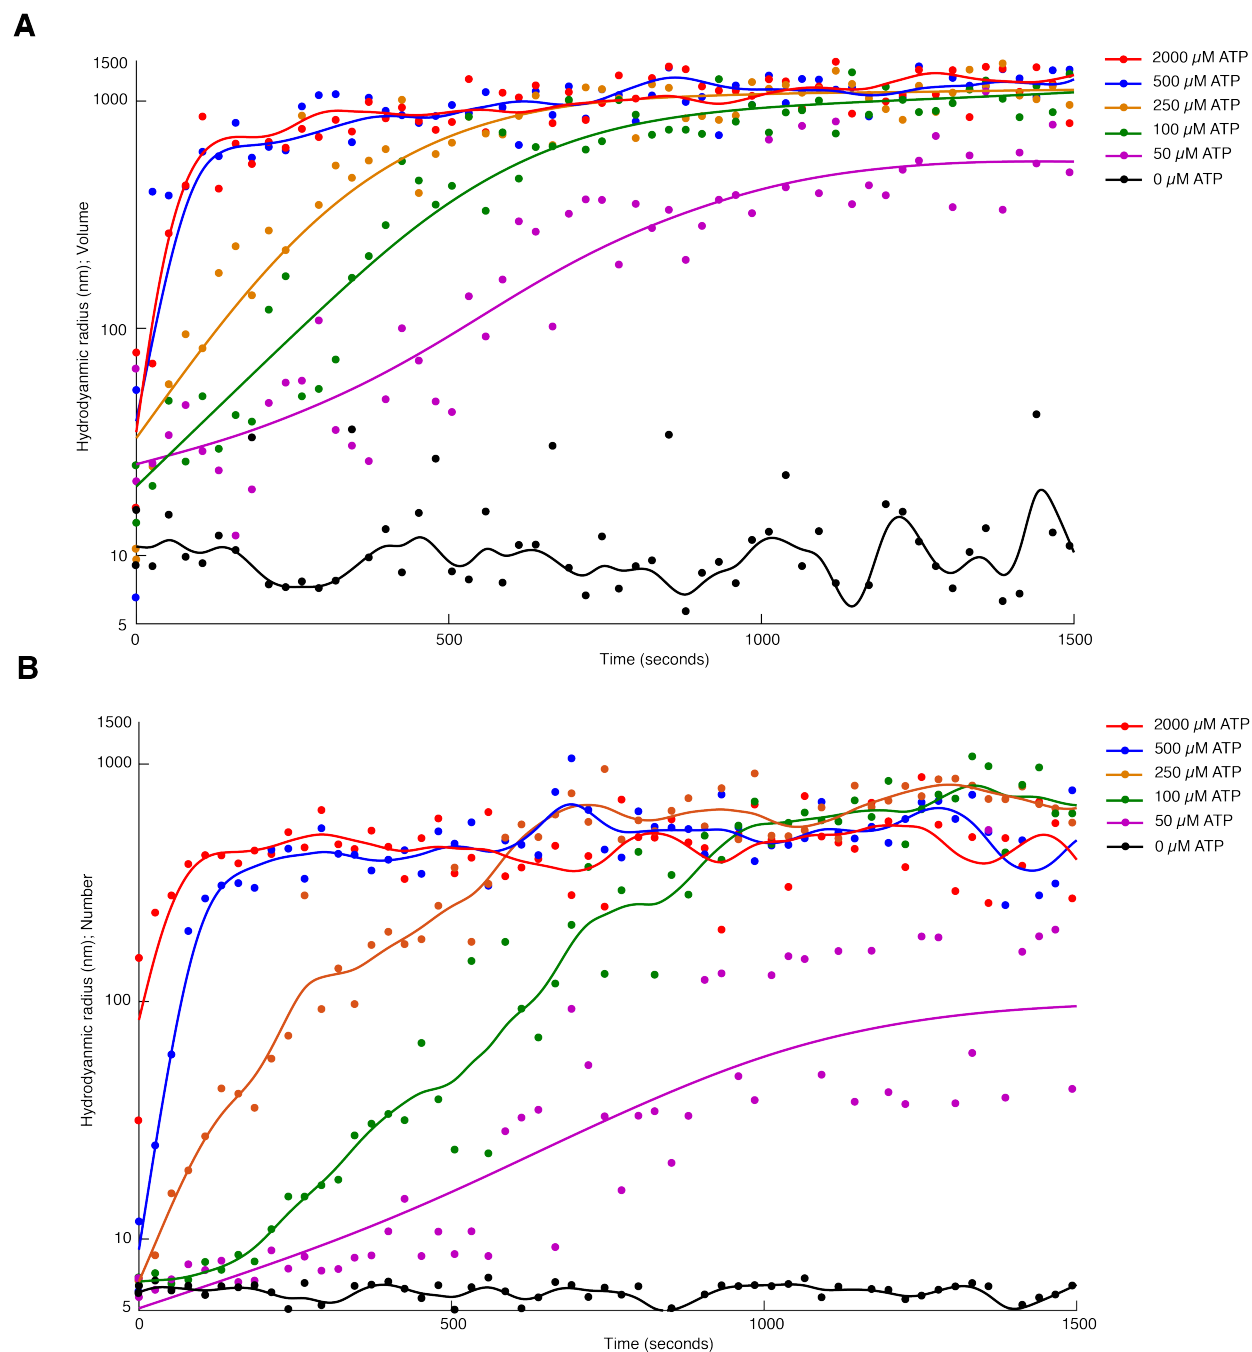 A
1500
1000
100
10
5
0
500
1000
1500
Time (seconds)
Hydrodyanmic radius (nm); Volume
2000 µM ATP
500 µM ATP
250 µM ATP
100 µM ATP
50 µM ATP
0 µM ATP
B
1500
1000
100
10
5
0
500
1000
1500
Time (seconds)
Hydrodyanmic radius (nm); Number
2000 µM ATP
500 µM ATP
250 µM ATP
100 µM ATP
50 µM ATP
0 µM ATP